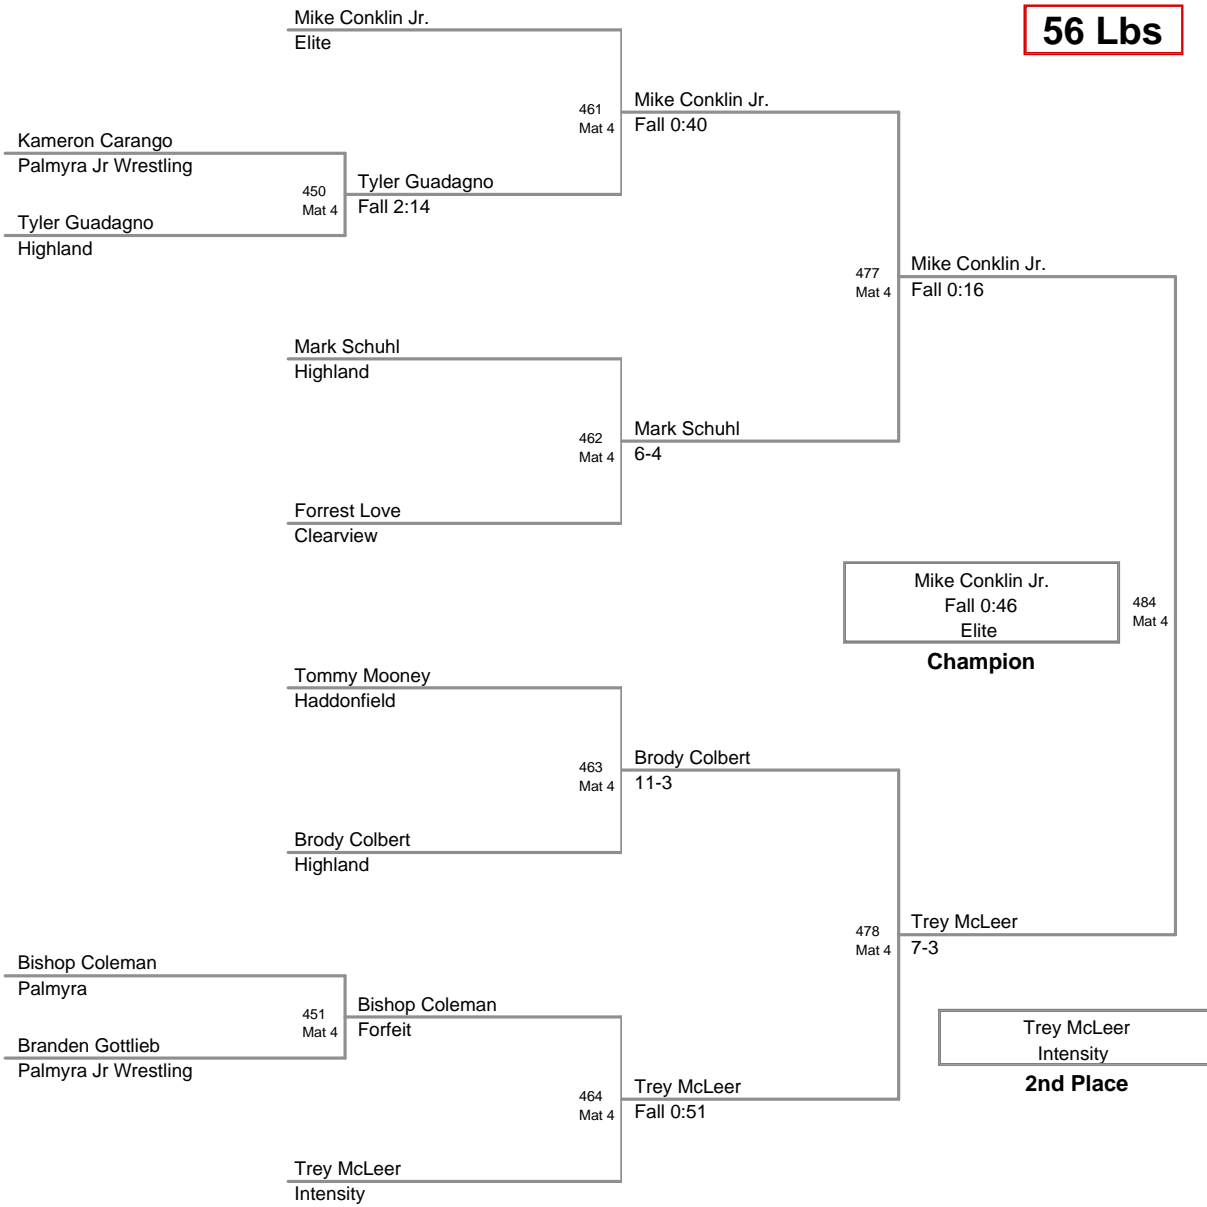 56 Lbs
Mike Conklin Jr.
Elite
461
Mat 4
Mike Conklin Jr.
Fall 0:40
Kameron Carango
Palmyra Jr Wrestling
450
Mat 4
Tyler Guadagno
Fall 2:14
Tyler Guadagno
Highland
477
Mat 4
Mike Conklin Jr.
Fall 0:16
Mark Schuhl
Highland
462
Mat 4
Mark Schuhl
6-4
Forrest Love
Clearview
Mike Conklin Jr.
Fall 0:46
Elite
Champion
484
Mat 4
Tommy Mooney
Haddonfield
463
Mat 4
Brody Colbert
11-3
Brody Colbert
Highland
478
Mat 4
Trey McLeer
7-3
Bishop Coleman
Palmyra
451
Mat 4
Bishop Coleman
Forfeit
Branden Gottlieb
Palmyra Jr Wrestling
Trey McLeer
Intensity
2nd Place
464
Mat 4
Trey McLeer
Fall 0:51
Trey McLeer
Intensity